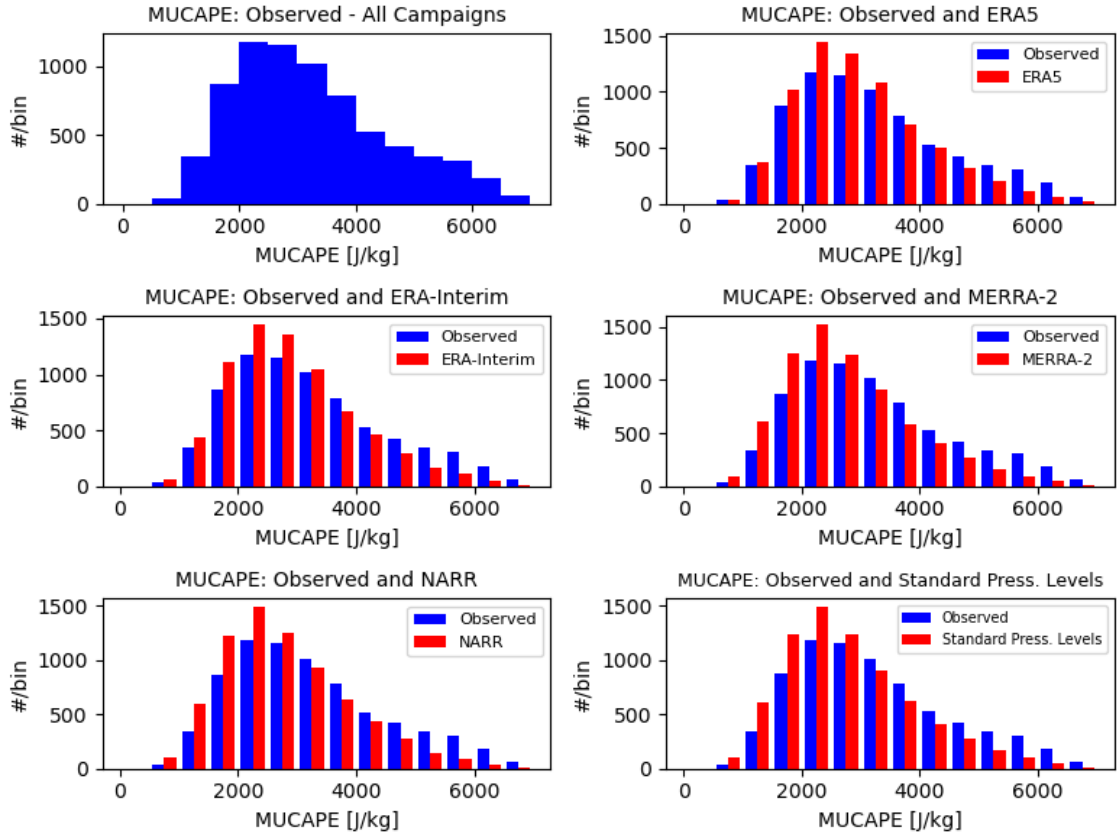 MUCAPE: Observed - All Campaigns
#/bin
1000
500
0
0 2000 4000 6000
MUCAPE [J/kg]
MUCAPE: Observed and ERA5
#/bin
1500
1000
500
0
Observed
ERA5
0 2000 4000 6000
MUCAPE [J/kg]
MUCAPE: Observed and ERA-Interim
#/bin
1500
1000
500
0
Observed
ERA-Interim
0 2000 4000 6000
MUCAPE [J/kg]
MUCAPE: Observed and MERRA-2
#/bin
1500
1000
500
0
Observed
MERRA-2
0 2000 4000 6000
MUCAPE [J/kg]
MUCAPE: Observed and NARR
#/bin
1500
1000
500
0
Observed
NARR
0 2000 4000 6000
MUCAPE [J/kg]
MUCAPE: Observed and Standard Press. Levels
#/bin
1500
1000
500
0
Observed
Standard Press. Levels
0 2000 4000 6000
MUCAPE [J/kg]